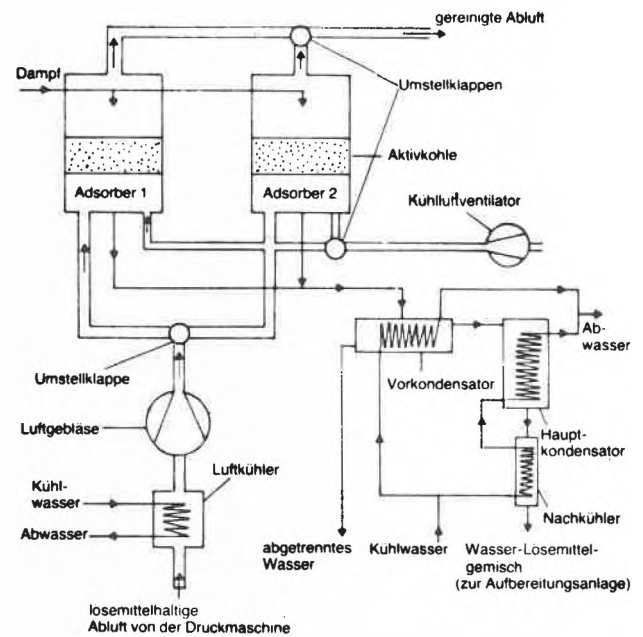 gereinigte Abluft
Dampf
Umstellklappen
Aktivkohle
Adsorber 1
Adsorber 2
Kühlluftventilator
Ab-
wasser
Umstellklappe
Vorkondensator
Luftgebläse
Haupt-
kondensator
Luftkühler
Kühl-
wasser
Nachkühler
Abwasser
abgetrenntes
Wasser
Kühlwasser
Wasser-Lösemittel-
gemisch
(zur Aufbereitungsanlage)
lösemittelhaltige
Abluft von der Druckmaschine